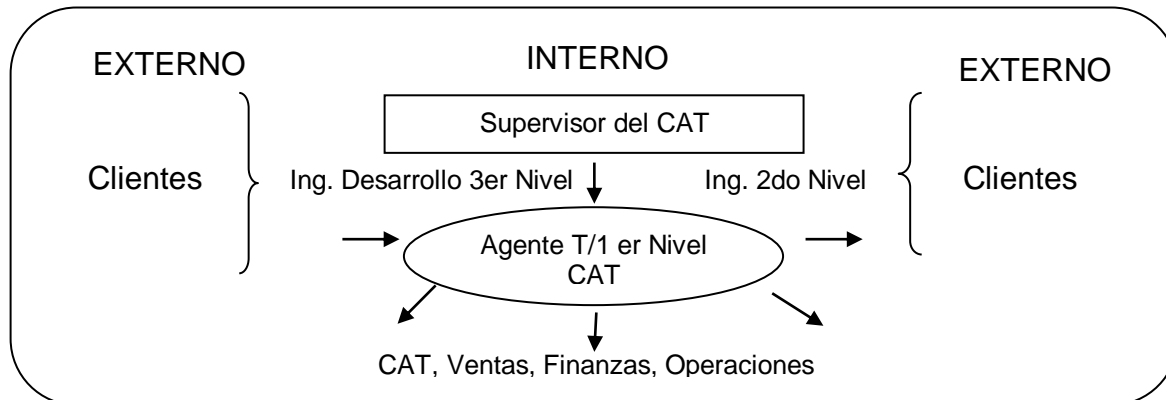 EXTERNO
INTERNO
EXTERNO
Supervisor del CAT
Clientes
Ing. Desarrollo 3er Nivel
Ing. 2do Nivel
Clientes
Agente T/1 er Nivel
CAT
CAT, Ventas, Finanzas, Operaciones